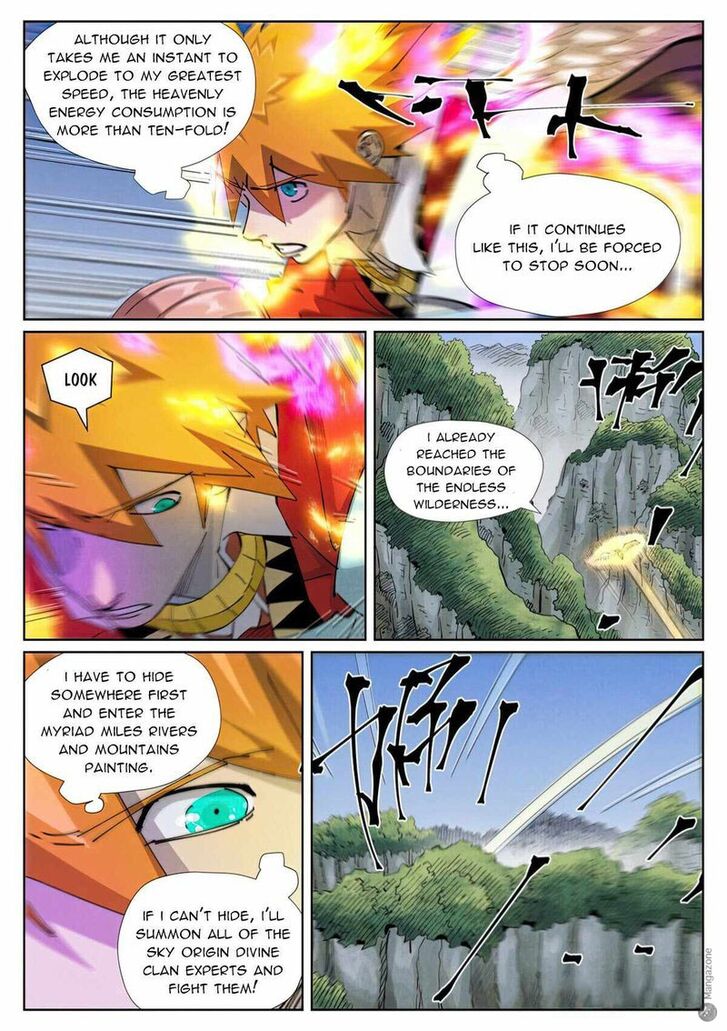 ALTHOUGH IT ONLY
TAKES ME AN INSTANT TO
EXPLODE TO MY GREATEST
SPEED, THE HEAVENLY
ENERGY CONSUMPTION IS
MORE THAN TEN-FOLD!
IF IT CONTINUES
LIKE THIS, I'LL BE FORCED
TO STOP SOON...
LOOK
I ALREADY
REACHED THE
BOUNDARIES OF
THE ENDLESS
WILDERNESS...
I HAVE TO HIDE
SOMEWHERE FIRST
AND ENTER THE
MYRIAD MILES RIVERS
AND MOUNTAINS
PAINTING.
IF I CAN'T HIDE, I'LL
SUMMON ALL OF THE
SKY ORIGIN DIVINE
CLAN EXPERTS AND
FIGHT THEM!
Mangazone